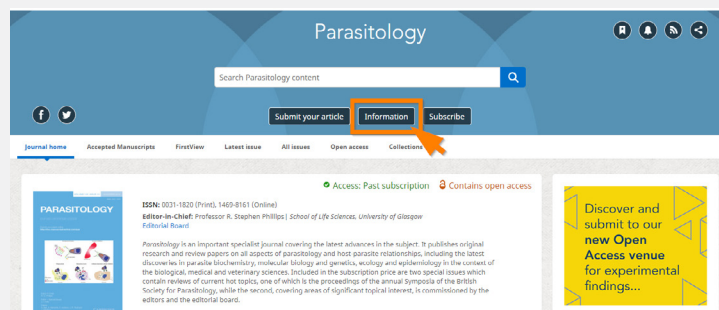 Parasitology
Search Parasitology content
Submit your article
Information
Subscribe
Journal home
Accepted Manuscripts
FirstView
Latest issue
All issues
Open access
Collections
Access: Past subscription
Contains open access
PARASITOLOGY
ISSN: 0031-1820 (Print), 1469-8161 (Online)
Editor-in-Chief: Professor R. Stephen Phillips | School of Life Sciences, University of Glasgow
Editorial Board
Parasitology is an important specialist journal covering the latest advances in the subject. It publishes original
research and review papers on all aspects of parasitology and host-parasite relationships, including the latest
discoveries in parasite biochemistry, molecular biology and genetics, ecology and epidemiology in the context of
the biological, medical and veterinary sciences. Included in the subscription price are two special issues which
contain reviews of current hot topics, one of which is the proceedings of the annual Symposia of the British
Society for Parasitology, while the second, covering areas of significant topical interest, is commissioned by the
editors and the editorial board.
Discover and
submit to our
new Open
Access venue
for experimental
findings...